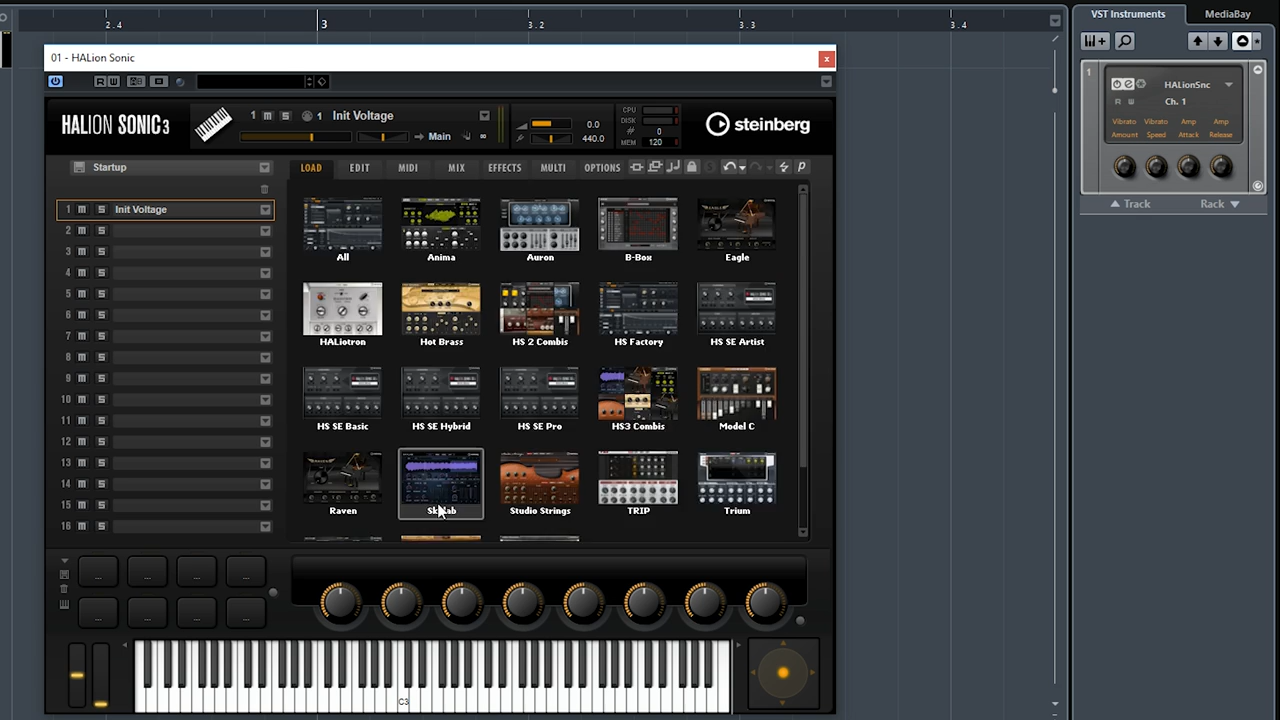 2.4 3 3.2 3.3 3.4
VST Instruments MediaBay
01 - HALion Sonic x
R W
HALION SONIC 3
1 m S 1 Init Voltage
Main
CPU
DISK
# 0
MEM 120
0.0
440.0
steinberg
1
HALionSnc
R W Ch. 1
Vibrato Vibrato Amp Amp
Amount Speed Attack Release
Track Rack
Startup
LOAD EDIT MIDI MIX EFFECTS MULTI OPTIONS
1 m S Init Voltage
2 m S
3 m S
4 m S
5 m S
6 m S
7 m S
8 m S
9 m S
10 m S
11 m S
12 m S
13 m S
14 m S
15 m S
16 m S
All Anima Auron B-Box Eagle
HALiotron Hot Brass HS 2 Combis HS Factory HS SE Artist
HS SE Basic HS SE Hybrid HS SE Pro HS3 Combis Model C
Raven Skylab Studio Strings TRIP Trium
... ... ... ...
... ... ... ...
C3